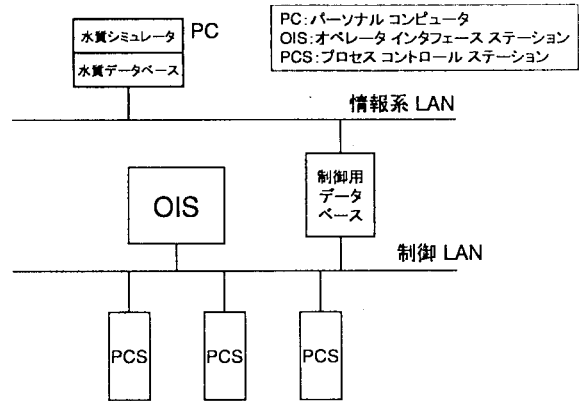 水質シミュレータ
水質データベース
PC
PC:パーソナル コンピュータ
OIS:オペレータ インタフェース ステーション
PCS:プロセス コントロール ステーション
情報系 LAN
OIS
制御用
データ
ベース
制御 LAN
PCS
PCS
PCS